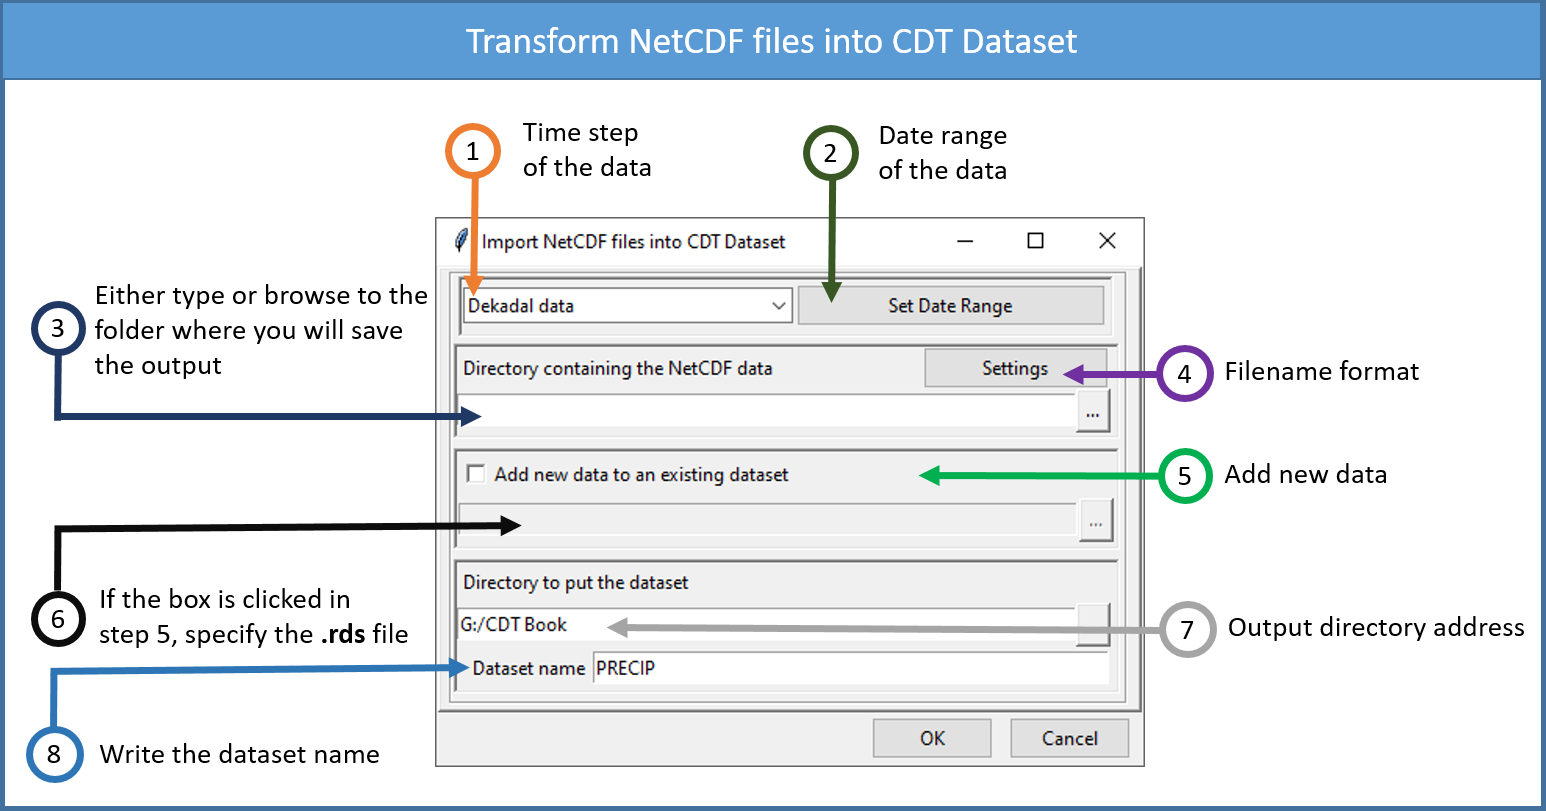 Transform NetCDF files into CDT Dataset
1
Time step
of the data
2
Date range
of the data
Import NetCDF files into CDT Dataset
Dekadal data
Set Date Range
3
Either type or browse to the
folder where you will save
the output
Directory containing the NetCDF data
Settings
...
4
Filename format
Add new data to an existing dataset
...
5
Add new data
6
If the box is clicked in
step 5, specify the .rds file
Directory to put the dataset
G:/CDT Book
7
Output directory address
Dataset name
PRECIP
8
Write the dataset name
OK
Cancel